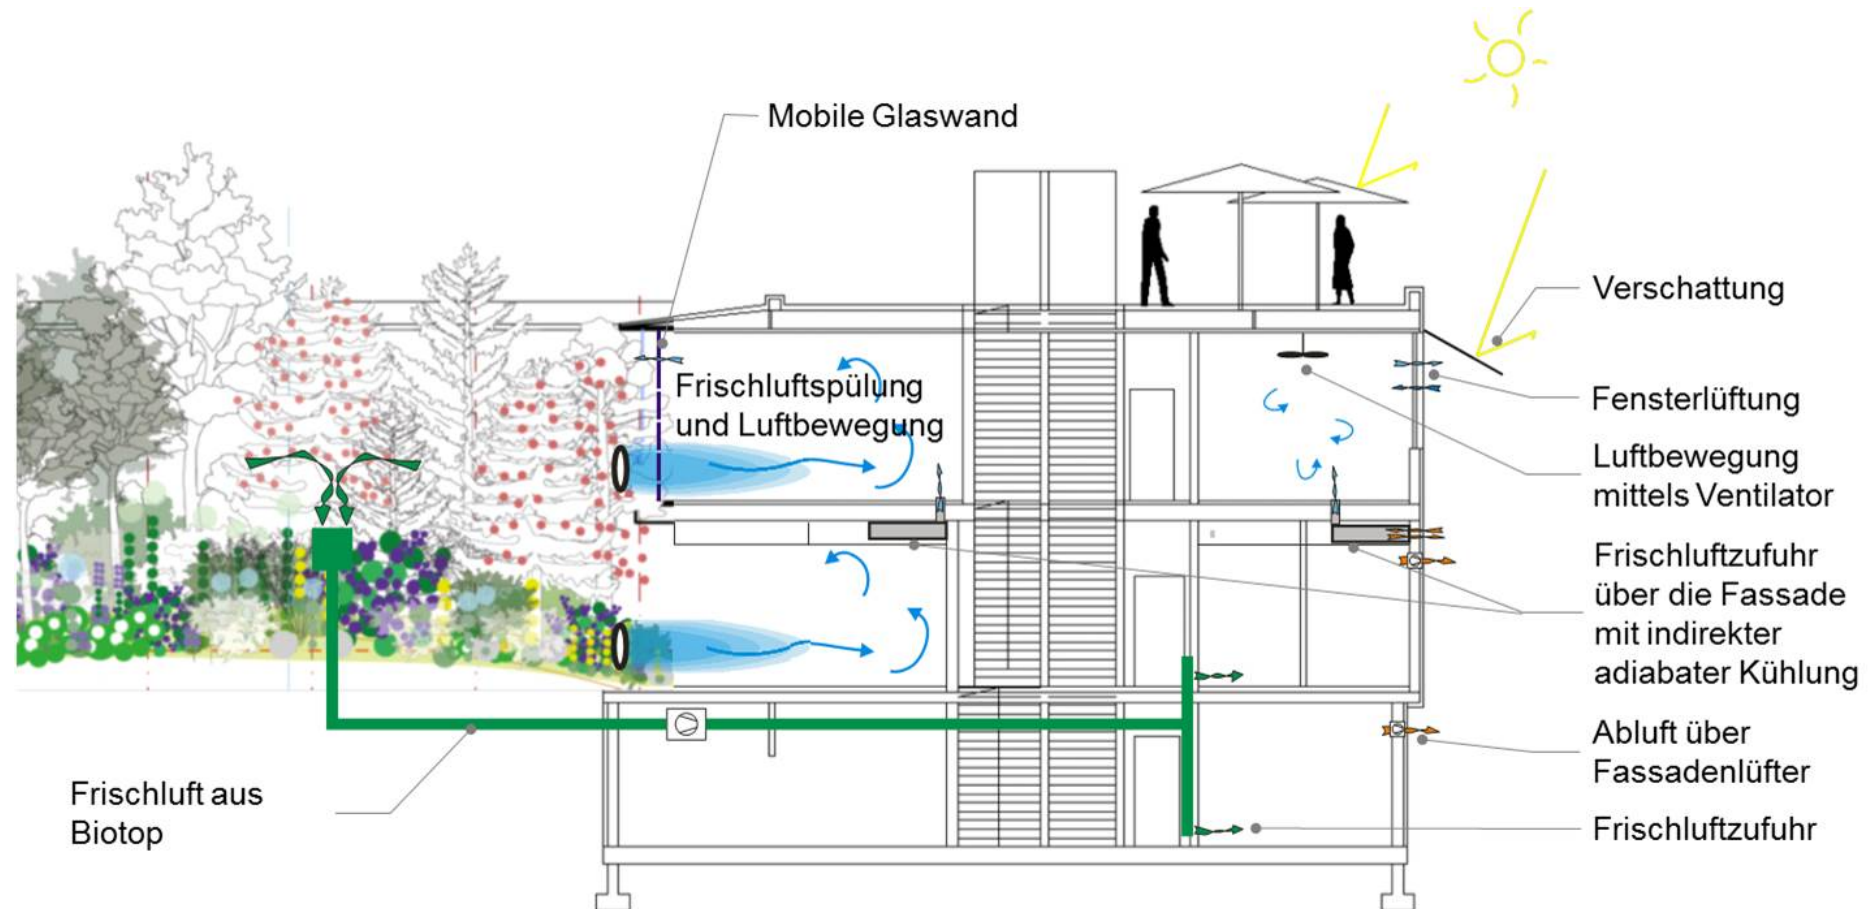 Mobile Glaswand
Verschattung
Frischluftspülung
und Luftbewegung
Fensterlüftung
Luftbewegung
mittels Ventilator
Frischluftzufuhr
über die Fassade
mit indirekter
adiabater Kühlung
Abluft über
Fassadenlüfter
Frischluft aus
Biotop
Frischluftzufuhr